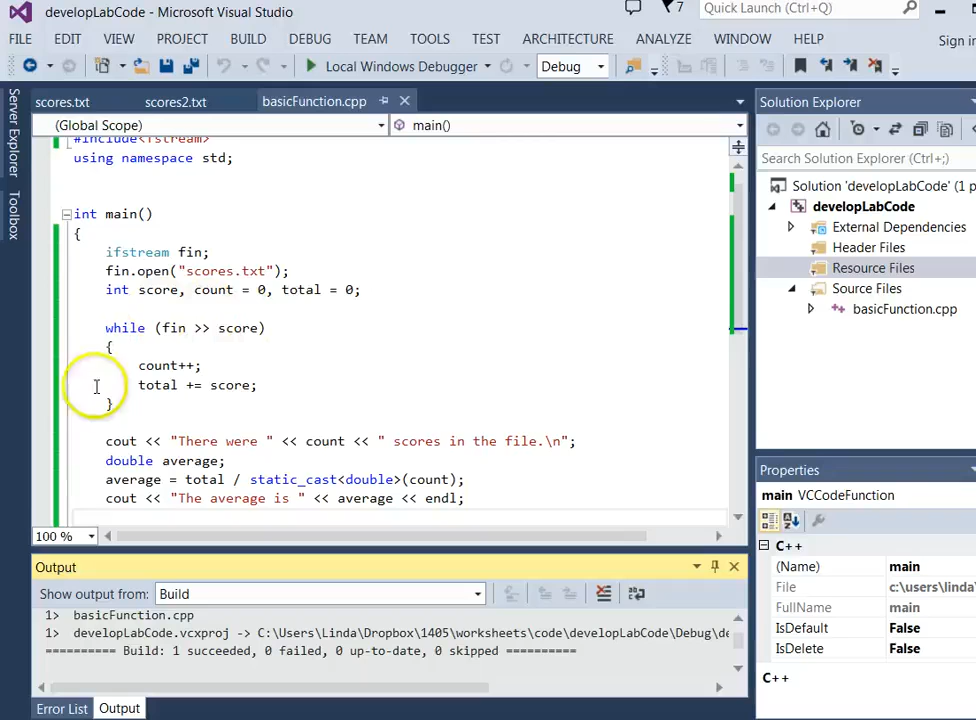 developLabCode - Microsoft Visual Studio
7
Quick Launch (Ctrl+Q)
FILE EDIT VIEW PROJECT BUILD DEBUG TEAM TOOLS TEST ARCHITECTURE ANALYZE WINDOW HELP
Sign in
Local Windows Debugger
Debug
Server Explorer
Toolbox
scores.txt scores2.txt basicFunction.cpp
(Global Scope) main()
#include<fstream>
using namespace std;
int main()
{
ifstream fin;
fin.open("scores.txt");
int score, count = 0, total = 0;
while (fin >> score)
{
count++;
total += score;
}
cout << "There were " << count << " scores in the file.\n";
double average;
average = total / static_cast<double>(count);
cout << "The average is " << average << endl;
100 %
Output
Show output from: Build
1> basicFunction.cpp
1> developLabCode.vcxproj -> C:\Users\Linda\Dropbox\1405\worksheets\code\developLabCode\Debug\de
========== Build: 1 succeeded, 0 failed, 0 up-to-date, 0 skipped ==========
Error List Output
Solution Explorer
Search Solution Explorer (Ctrl+;)
Solution 'developLabCode' (1 p
developLabCode
External Dependencies
Header Files
Resource Files
Source Files
basicFunction.cpp
Properties
main VCCodeFunction
C++
(Name) main
File c:\users\linda\
FullName main
IsDefault False
IsDelete False
C++